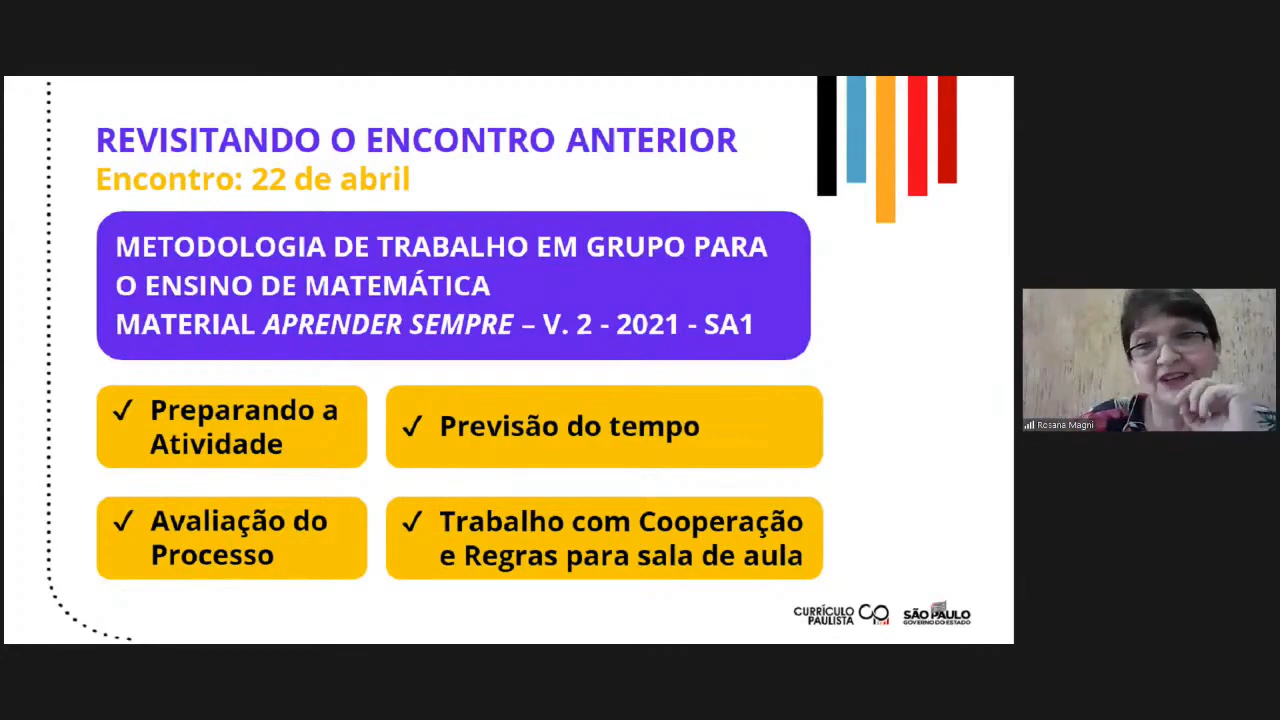 REVISITANDO O ENCONTRO ANTERIOR
Encontro: 22 de abril
METODOLOGIA DE TRABALHO EM GRUPO PARA
O ENSINO DE MATEMÁTICA
MATERIAL APRENDER SEMPRE – V. 2 - 2021 - SA1
✓ Preparando a
Atividade
✓ Previsão do tempo
✓ Avaliação do
Processo
✓ Trabalho com Cooperação
e Regras para sala de aula
CURRÍCULO
PAULISTA
CP
SÃO PAULO
GOVERNO DO ESTADO
Rosana Magni